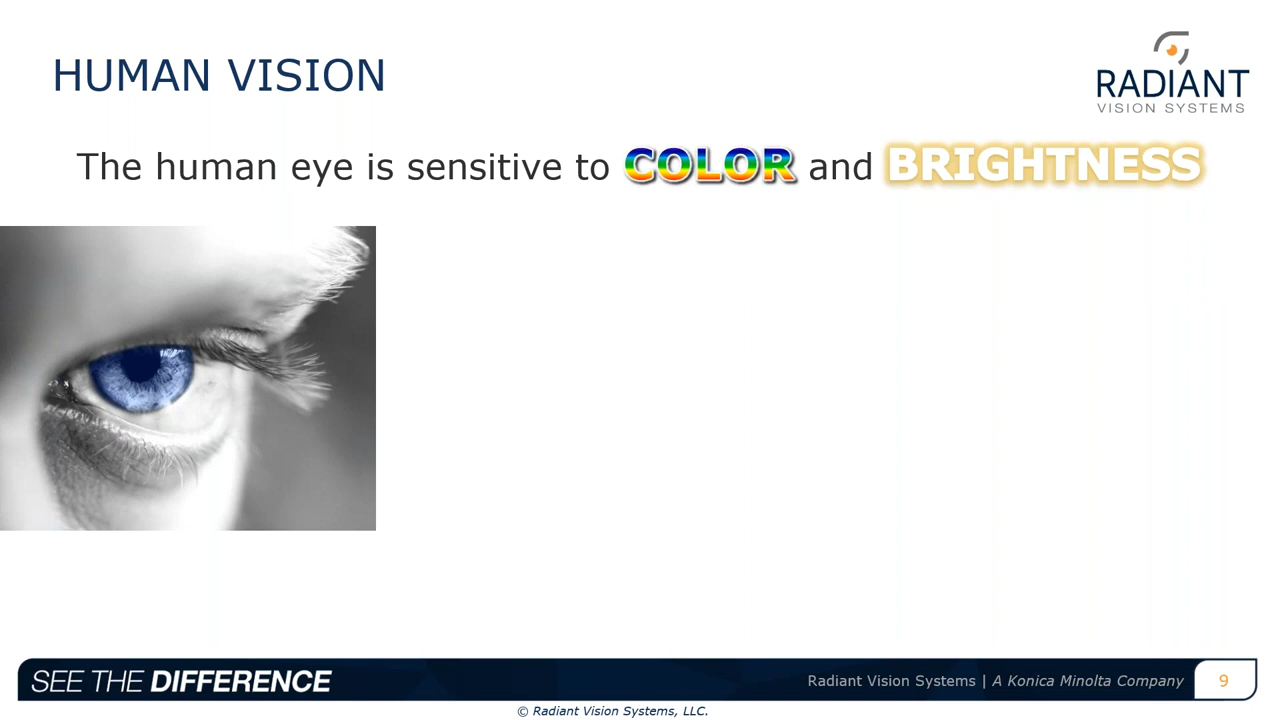 HUMAN VISION
RADIANT
VISION SYSTEMS
The human eye is sensitive to COLOR and BRIGHTNESS
SEE THE DIFFERENCE
Radiant Vision Systems | A Konica Minolta Company
9
© Radiant Vision Systems, LLC.